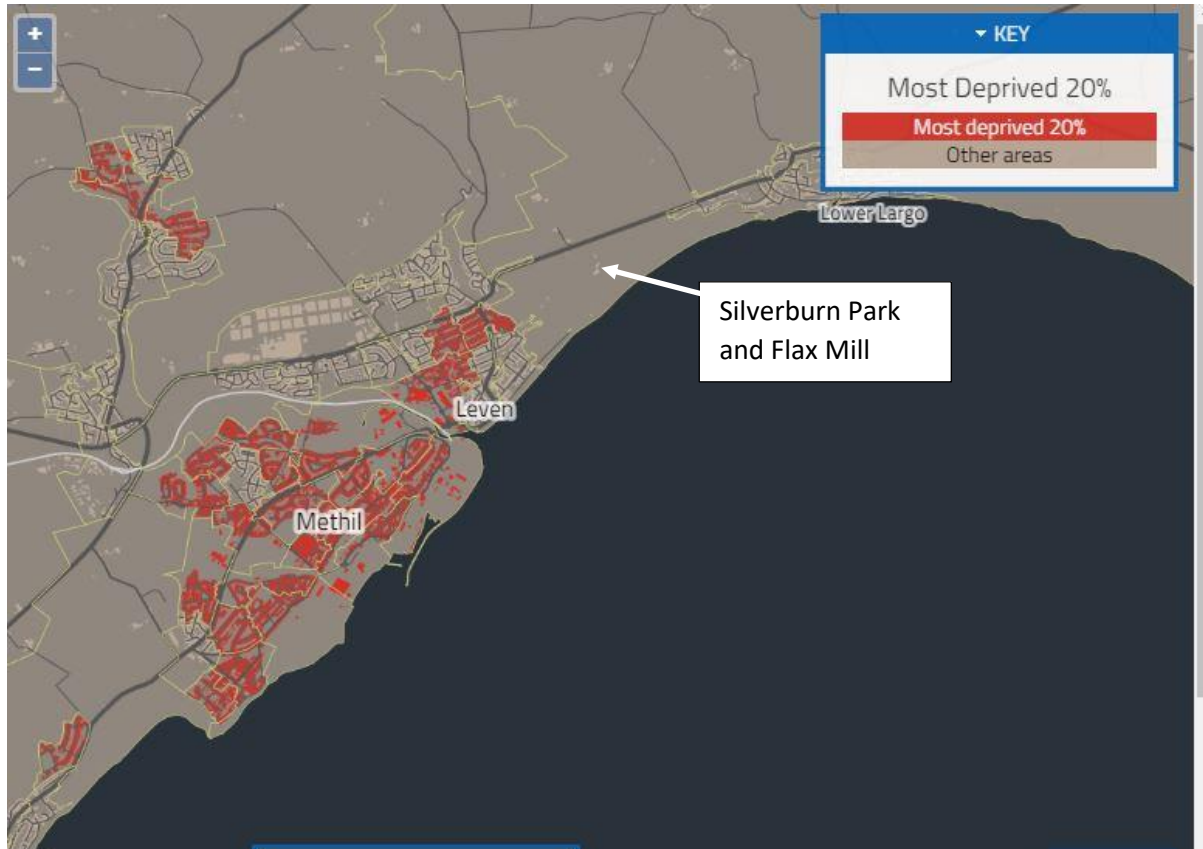 +
−
KEY
Most Deprived 20%
Most deprived 20%
Other areas
Lower Largo
Silverburn Park
and Flax Mill
Leven
Methil